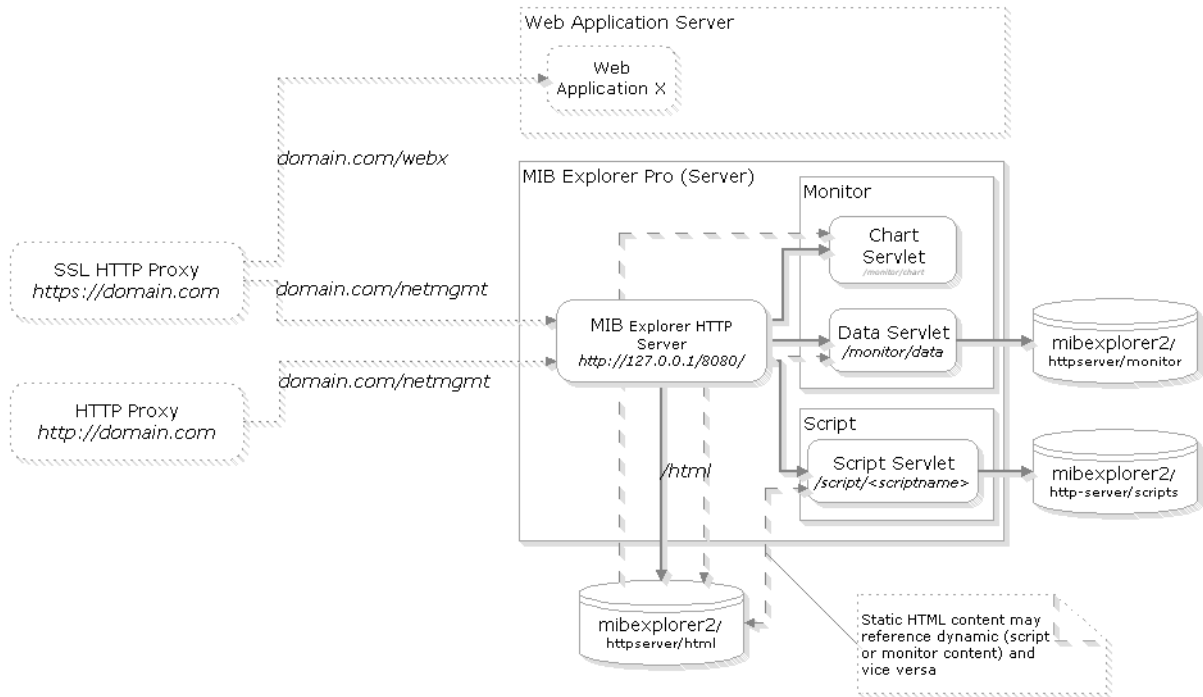 Web Application Server
Web
Application X
domain.com/webx
MIB Explorer Pro (Server)
Monitor
Chart
Servlet
/monitor/chart
SSL HTTP Proxy
https://domain.com
domain.com/netmgmt
MIB Explorer HTTP
Server
http://127.0.0.1/8080/
Data Servlet
/monitor/data
mibexplorer2/
httpserver/monitor
domain.com/netmgmt
HTTP Proxy
http://domain.com
Script
/html
Script Servlet
/script/<scriptname>
mibexplorer2/
http-server/scripts
mibexplorer2/
httpserver/html
Static HTML content may
reference dynamic (script
or monitor content) and
vice versa